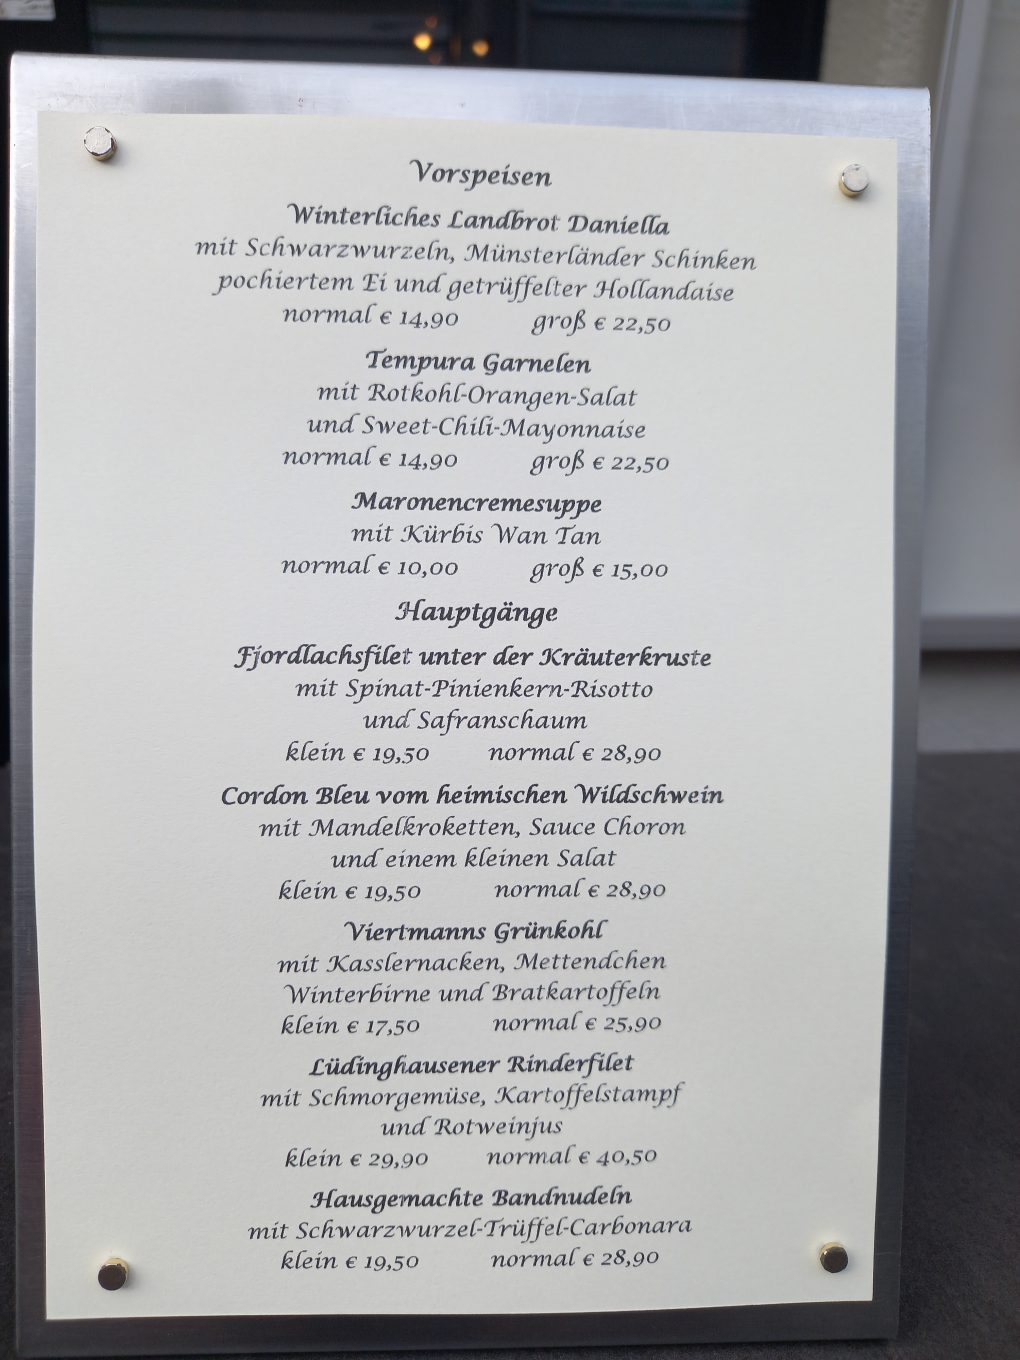 Vorspeisen
Winterliches Landbrot Daniella
mit Schwarzwurzeln, Münsterländer Schinken
pochiertem Ei und getrüffelter Hollandaise
normal € 14,90 groß € 22,50
Tempura Garnelen
mit Rotkohl-Orangen-Salat
und Sweet-Chili-Mayonnaise
normal € 14,90 groß € 22,50
Maronencremesuppe
mit Kürbis Wan Tan
normal € 10,00 groß € 15,00
Hauptgänge
Fjordlachsfilet unter der Kräuterkruste
mit Spinat-Pinienkern-Risotto
und Safranschaum
klein € 19,50 normal € 28,90
Cordon Bleu vom heimischen Wildschwein
mit Mandelkroketten, Sauce Choron
und einem kleinen Salat
klein € 19,50 normal € 28,90
Viertmanns Grünkohl
mit Kasslernacken, Mettendchen
Winterbirne und Bratkartoffeln
klein € 17,50 normal € 25,90
Lüdinghausener Rinderfilet
mit Schmorgemüse, Kartoffelstampf
und Rotweinjus
klein € 29,90 normal € 40,50
Hausgemachte Bandnudeln
mit Schwarzwurzel-Trüffel-Carbonara
klein € 19,50 normal € 28,90